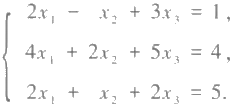 2x₁ − x₂ + 3x₃ = 1,
4x₁ + 2x₂ + 5x₃ = 4,
2x₁ + x₂ + 2x₃ = 5.